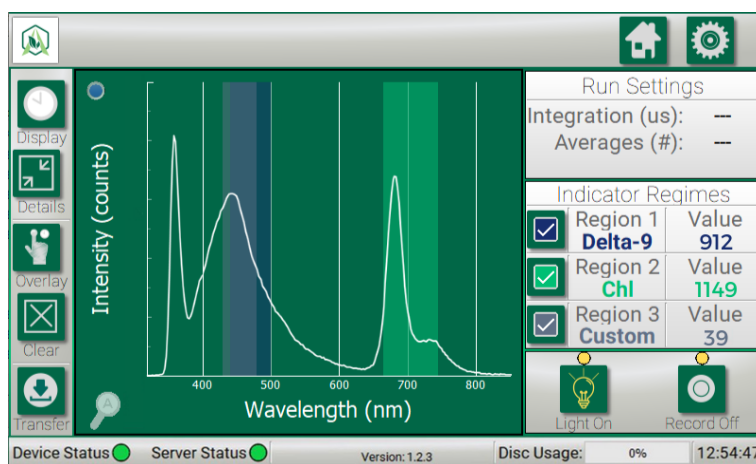 Run Settings
Integration (us): ---
Averages (#): ---
Display
Details
Overlay
Clear
Transfer
Intensity (counts)
400 500 600 700 800
Wavelength (nm)
A
Indicator Regimes
Region 1 Value
Delta-9 912
Region 2 Value
Chl 1149
Region 3 Value
Custom 39
Light On Record Off
Device Status Server Status Version: 1.2.3 Disc Usage: 0% 12:54:47